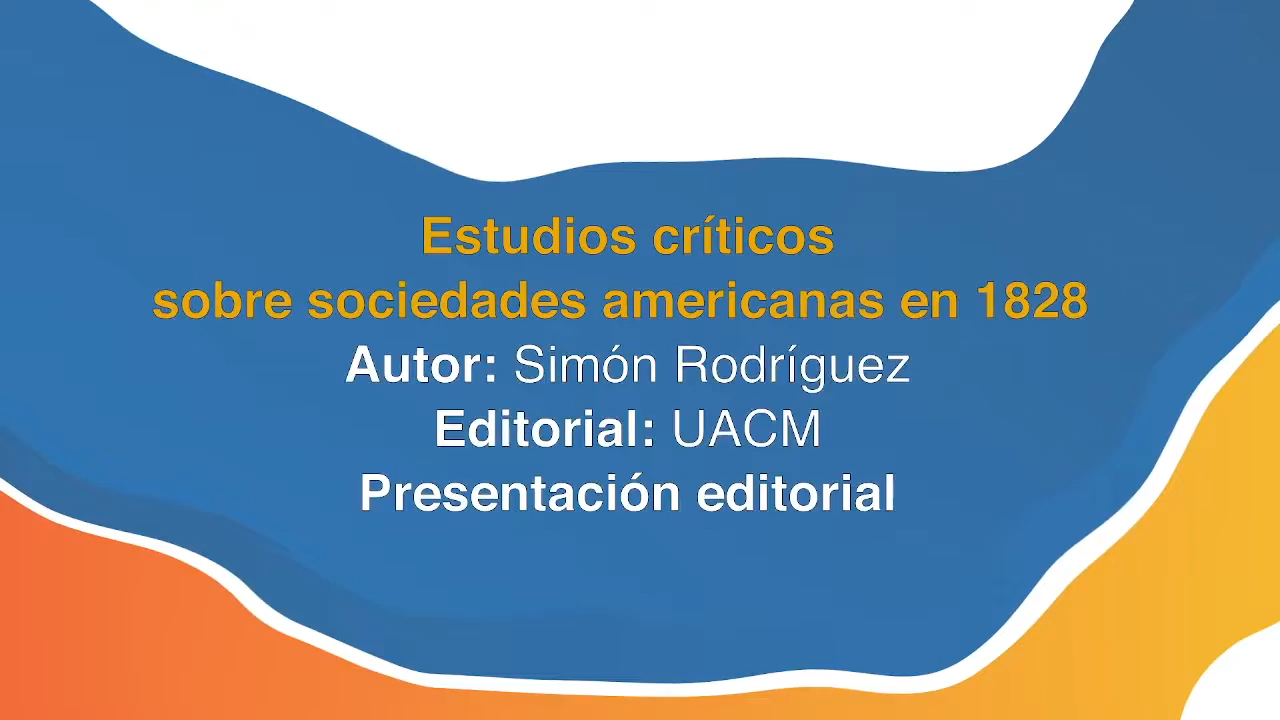 Estudios críticos
sobre sociedades americanas en 1828
Autor: Simón Rodríguez
Editorial: UACM
Presentación editorial